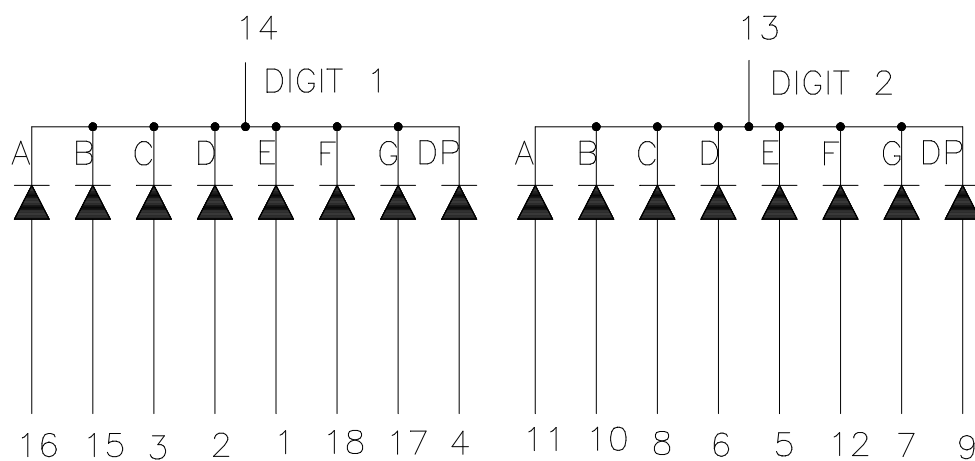 14 13
DIGIT 1 DIGIT 2
A B C D E F G DP A B C D E F G DP
16 15 3 2 1 18 17 4 11 10 8 6 5 12 7 9